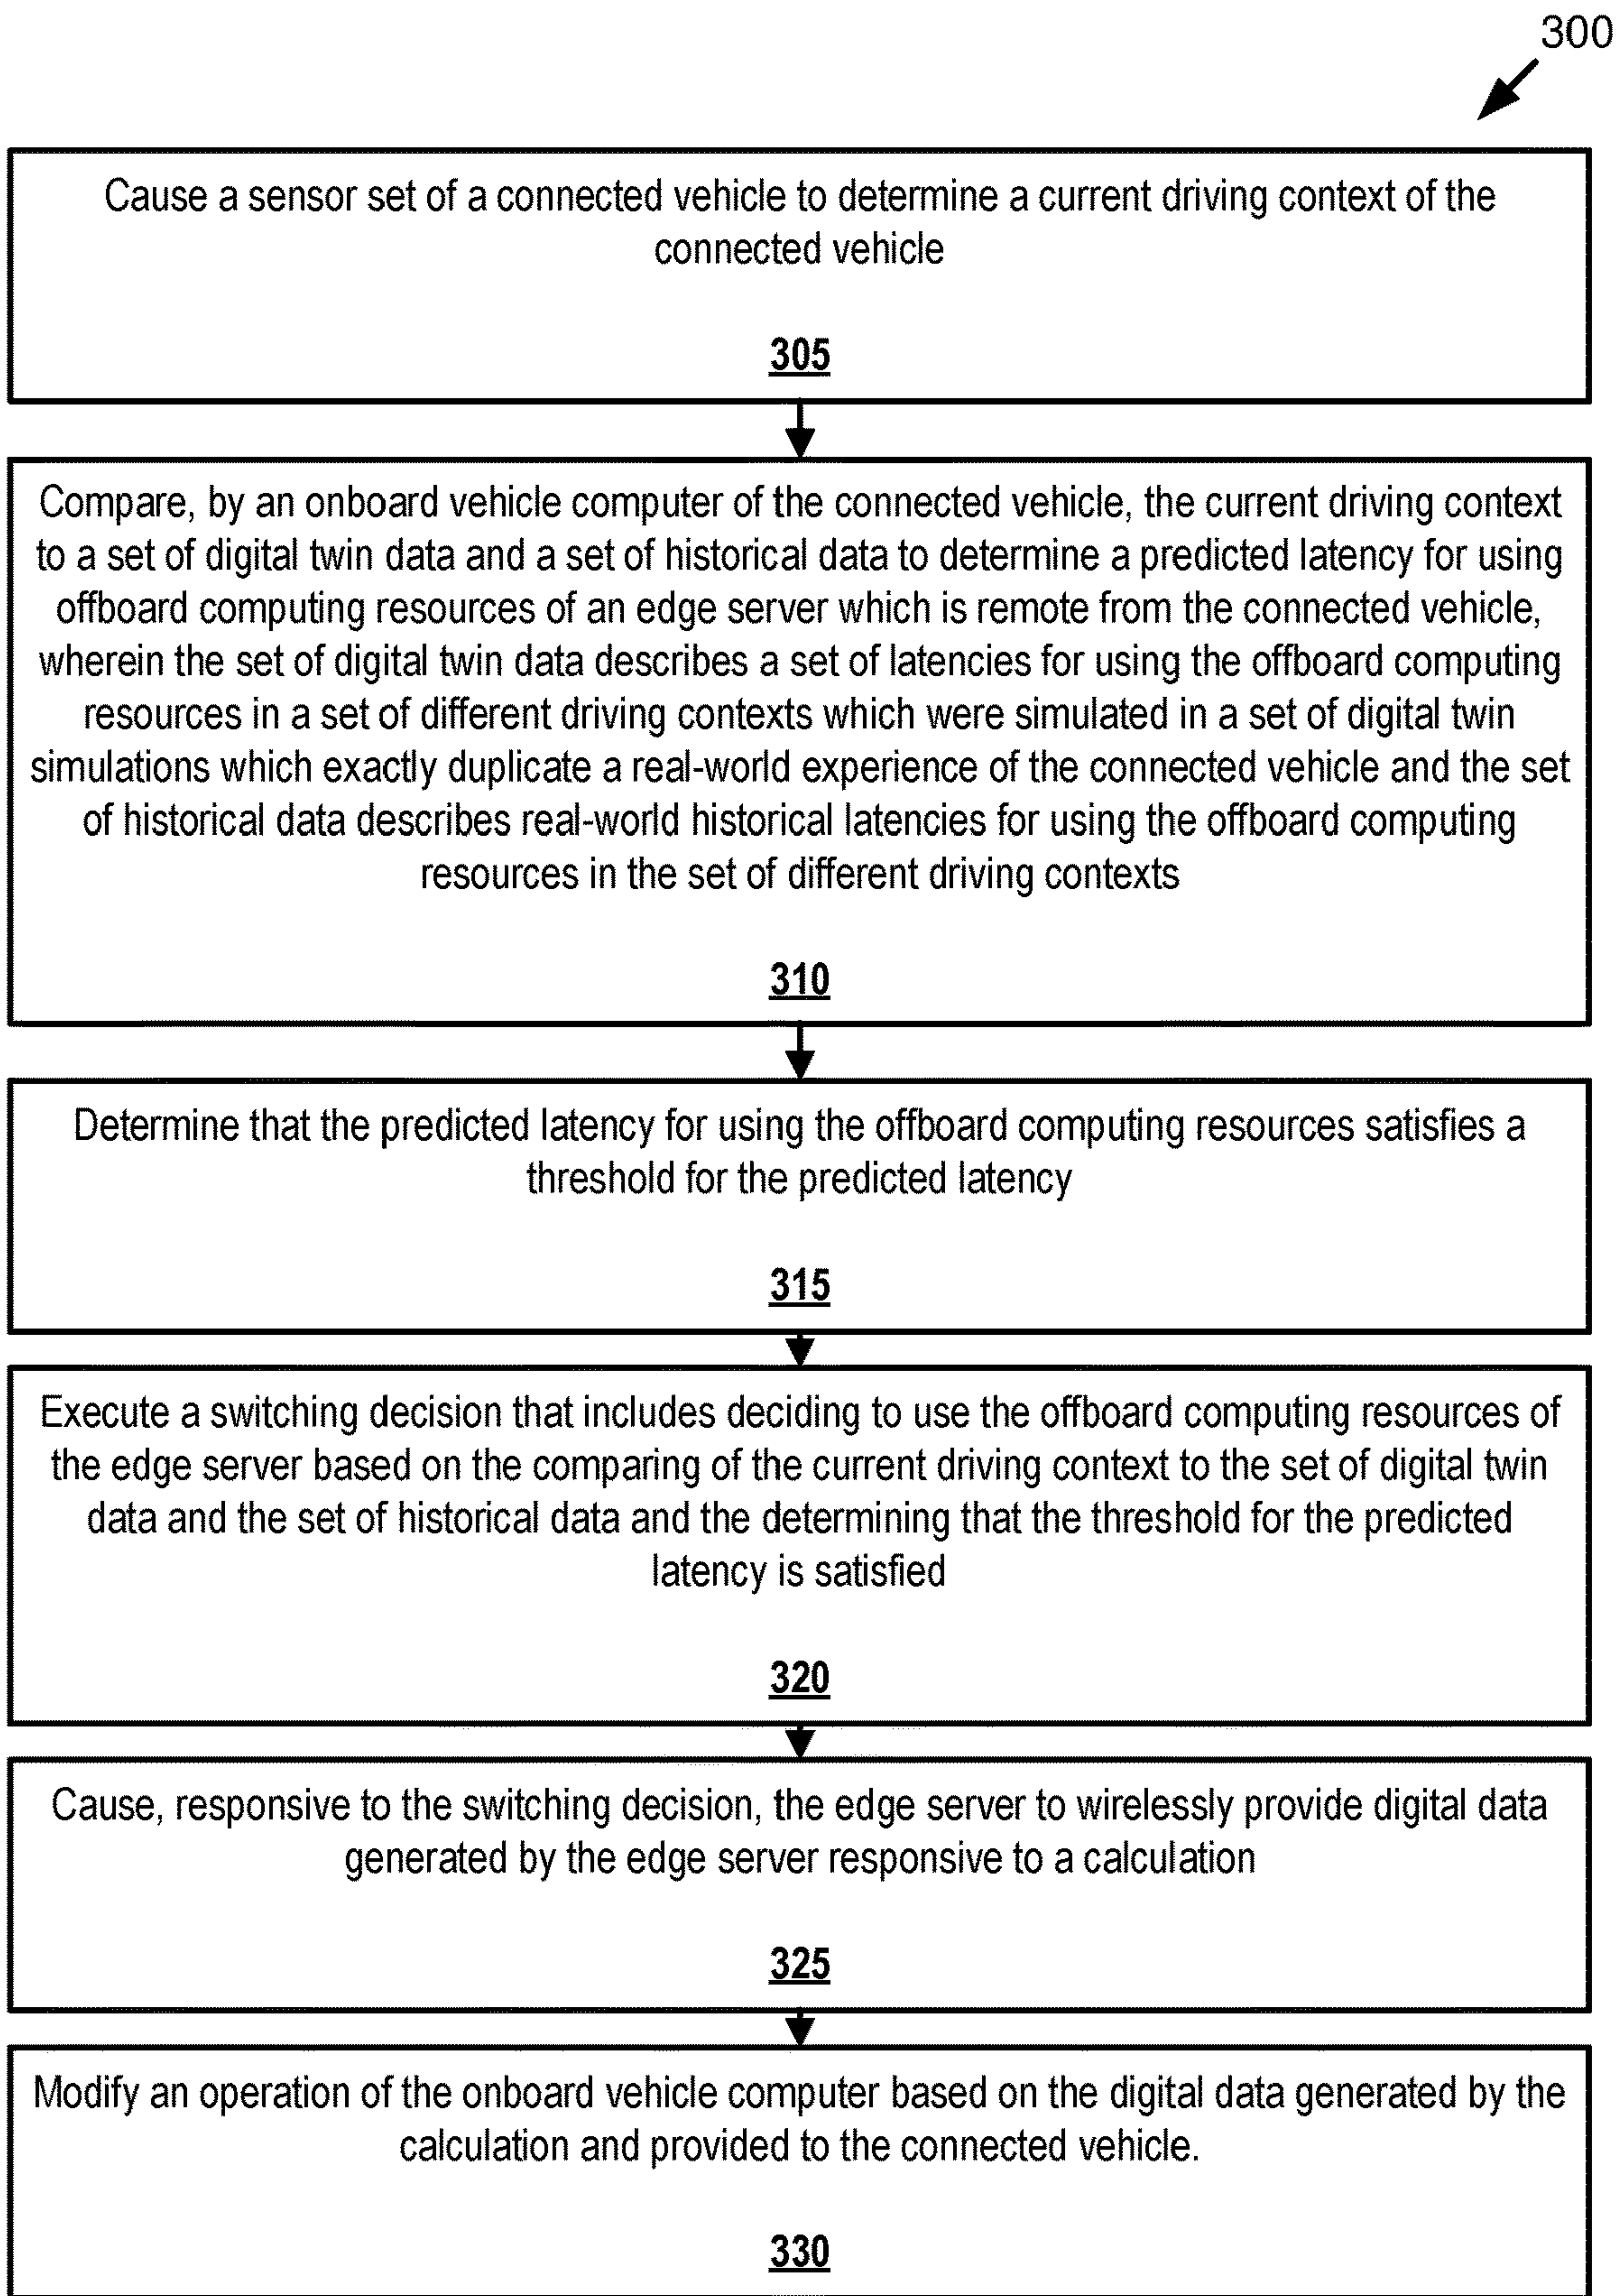 300
Cause a sensor set of a connected vehicle to determine a current driving context of the
connected vehicle
305
Compare, by an onboard vehicle computer of the connected vehicle, the current driving context
to a set of digital twin data and a set of historical data to determine a predicted latency for using
offboard computing resources of an edge server which is remote from the connected vehicle,
wherein the set of digital twin data describes a set of latencies for using the offboard computing
resources in a set of different driving contexts which were simulated in a set of digital twin
simulations which exactly duplicate a real-world experience of the connected vehicle and the set
of historical data describes real-world historical latencies for using the offboard computing
resources in the set of different driving contexts
310
Determine that the predicted latency for using the offboard computing resources satisfies a
threshold for the predicted latency
315
Execute a switching decision that includes deciding to use the offboard computing resources of
the edge server based on the comparing of the current driving context to the set of digital twin
data and the set of historical data and the determining that the threshold for the predicted
latency is satisfied
320
Cause, responsive to the switching decision, the edge server to wirelessly provide digital data
generated by the edge server responsive to a calculation
325
Modify an operation of the onboard vehicle computer based on the digital data generated by the
calculation and provided to the connected vehicle.
330